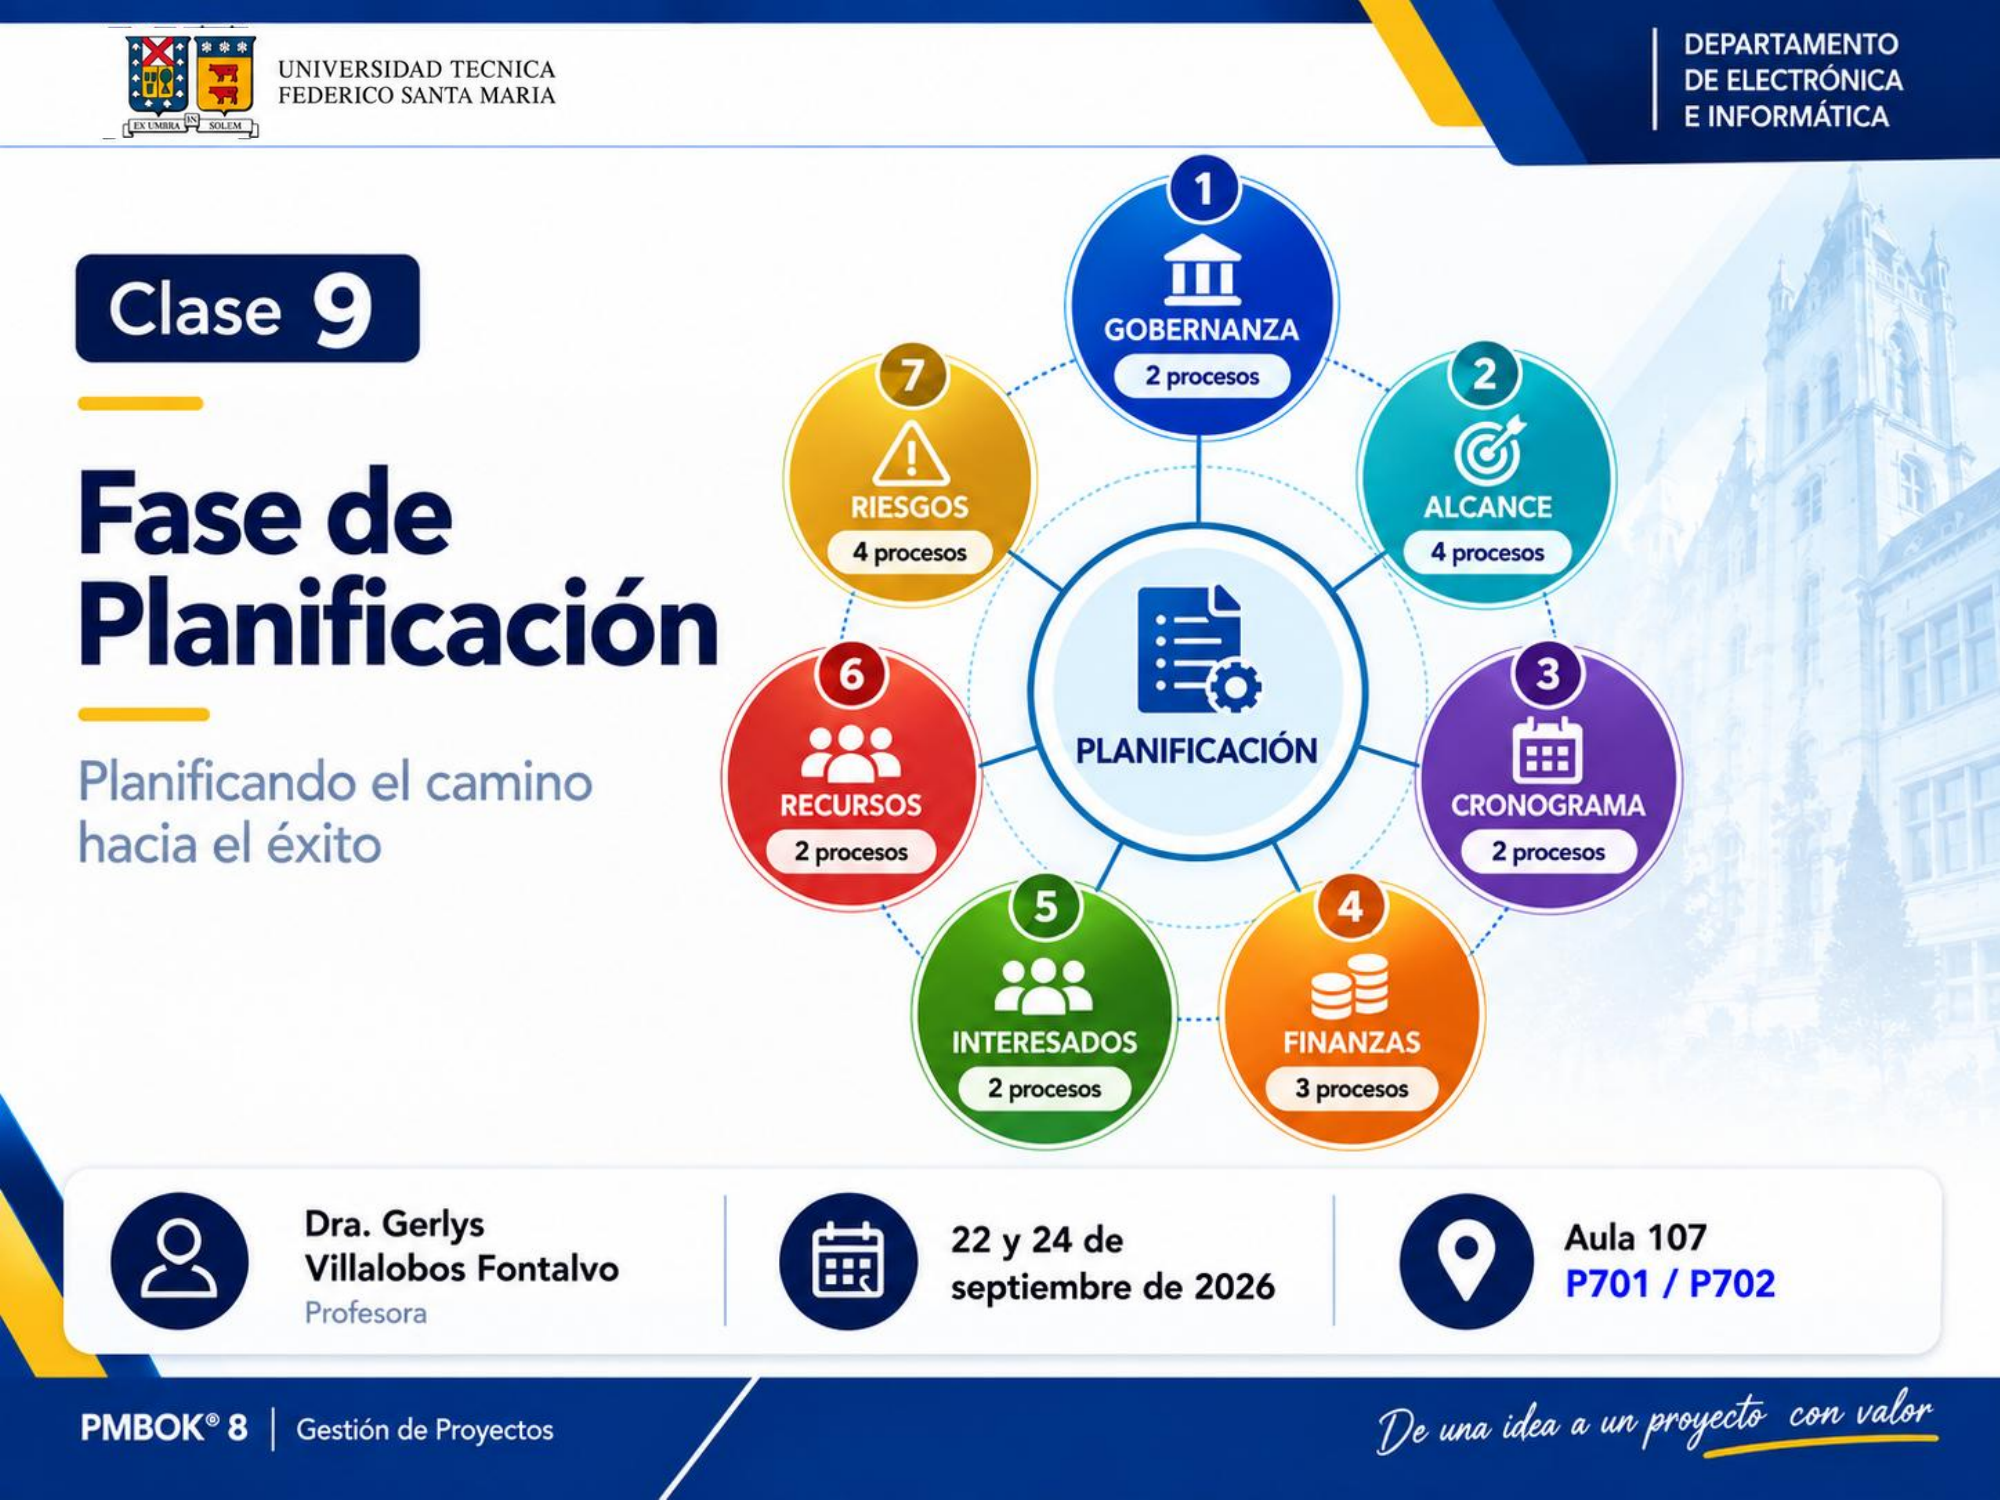 EX UMBRA IN SOLEM
UNIVERSIDAD TECNICA
FEDERICO SANTA MARIA
DEPARTAMENTO
DE ELECTRÓNICA
E INFORMÁTICA
Clase 9
Fase de
Planificación
Planificando el camino
hacia el éxito
1
GOBERNANZA
2 procesos
2
ALCANCE
4 procesos
3
CRONOGRAMA
2 procesos
4
FINANZAS
3 procesos
5
INTERESADOS
2 procesos
6
RECURSOS
2 procesos
7
RIESGOS
4 procesos
PLANIFICACIÓN
Dra. Gerlys
Villalobos Fontalvo
Profesora
22 y 24 de
septiembre de 2026
Aula 107
P701 / P702
PMBOK® 8 | Gestión de Proyectos
De una idea a un proyecto con valor